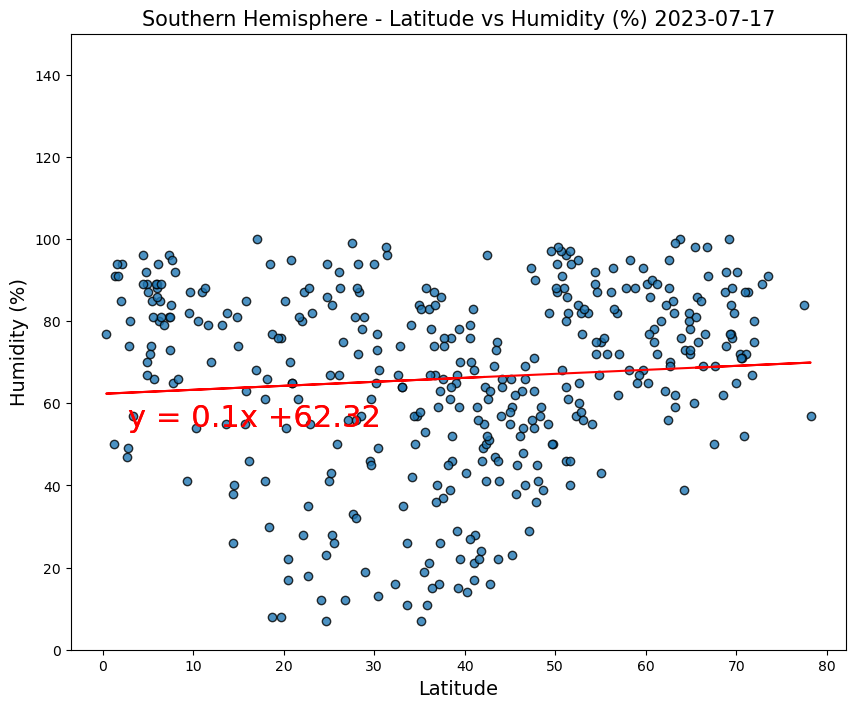 Southern Hemisphere - Latitude vs Humidity (%) 2023-07-17
140
120
100
80
60
40
20
0
Humidity (%)
y = 0.1x +62.32
0 10 20 30 40 50 60 70 80
Latitude